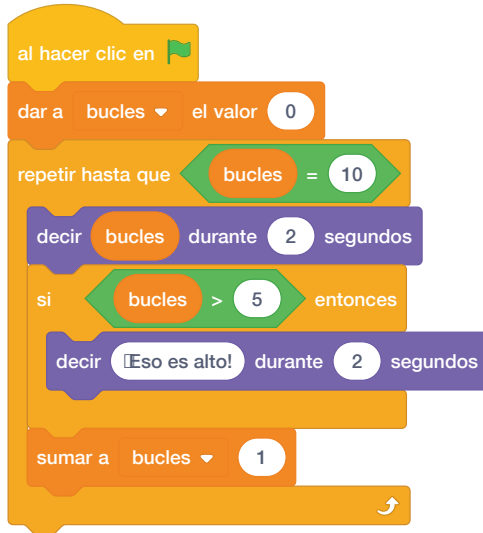 al hacer clic en
dar a bucles el valor 0
repetir hasta que bucles = 10
decir bucles durante 2 segundos
si bucles > 5 entonces
decir Eso es alto! durante 2 segundos
sumar a bucles 1